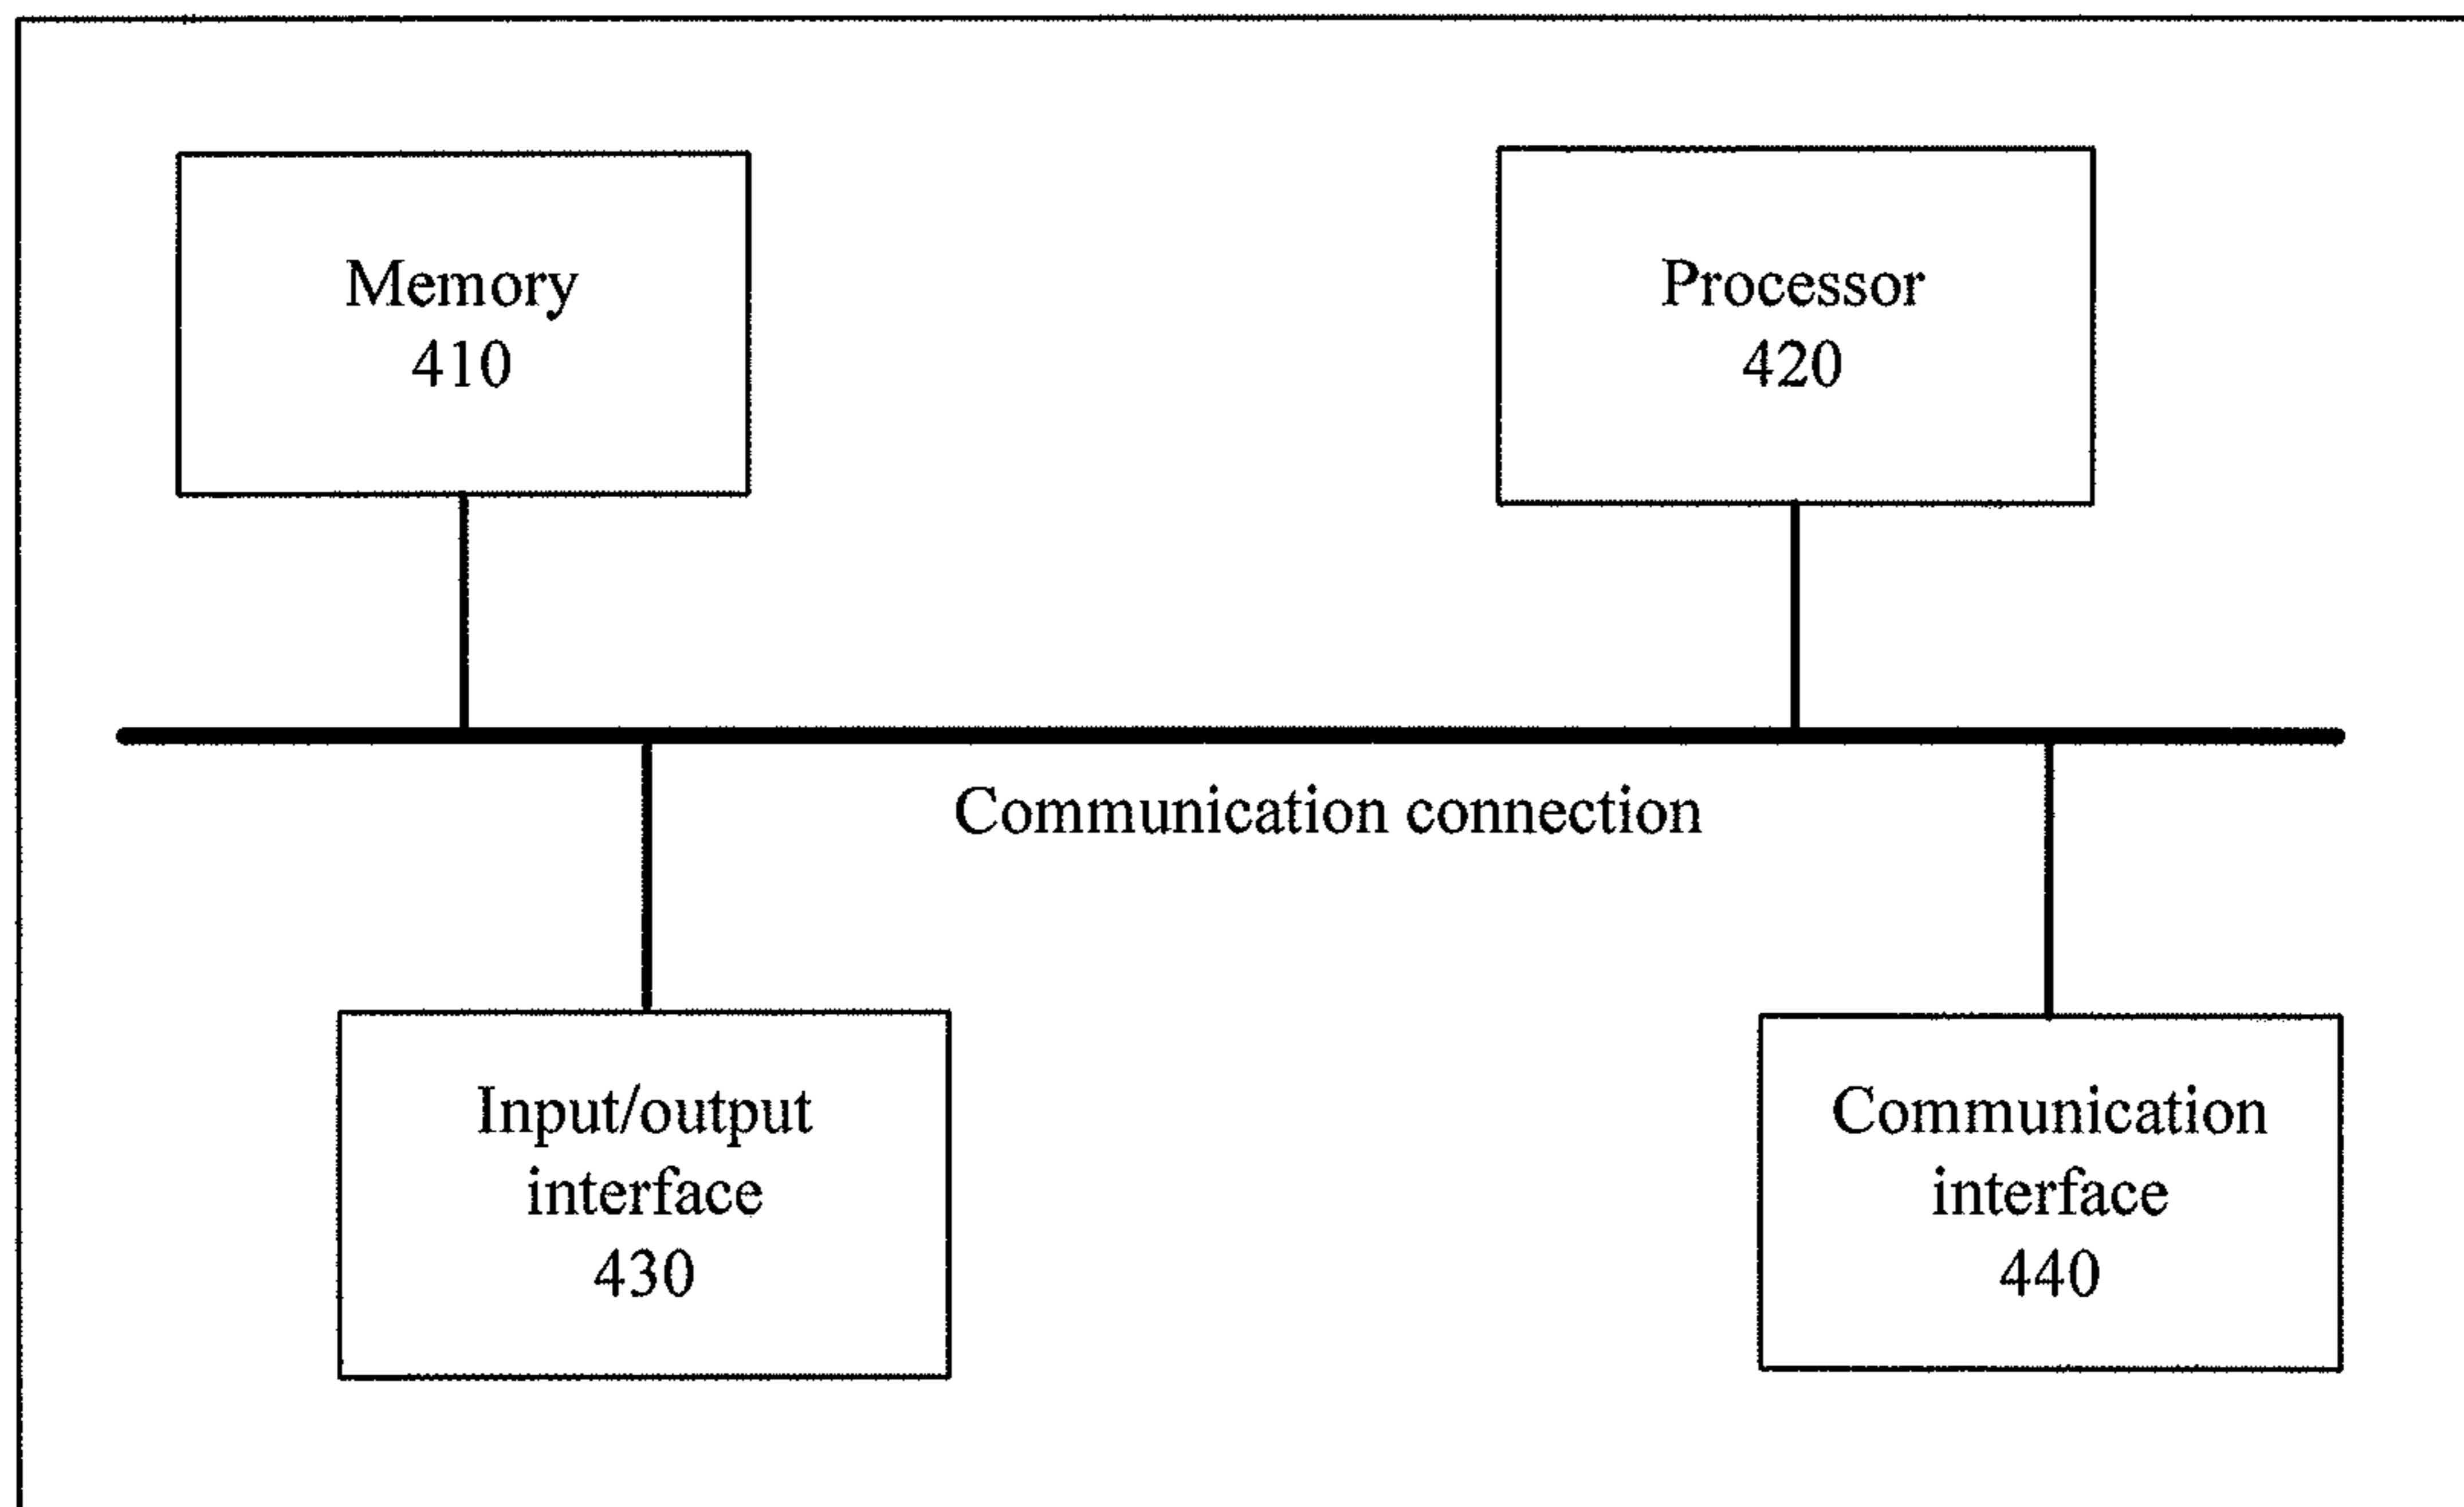 Memory
410
Processor
420
Communication connection
Input/output
interface
430
Communication
interface
440